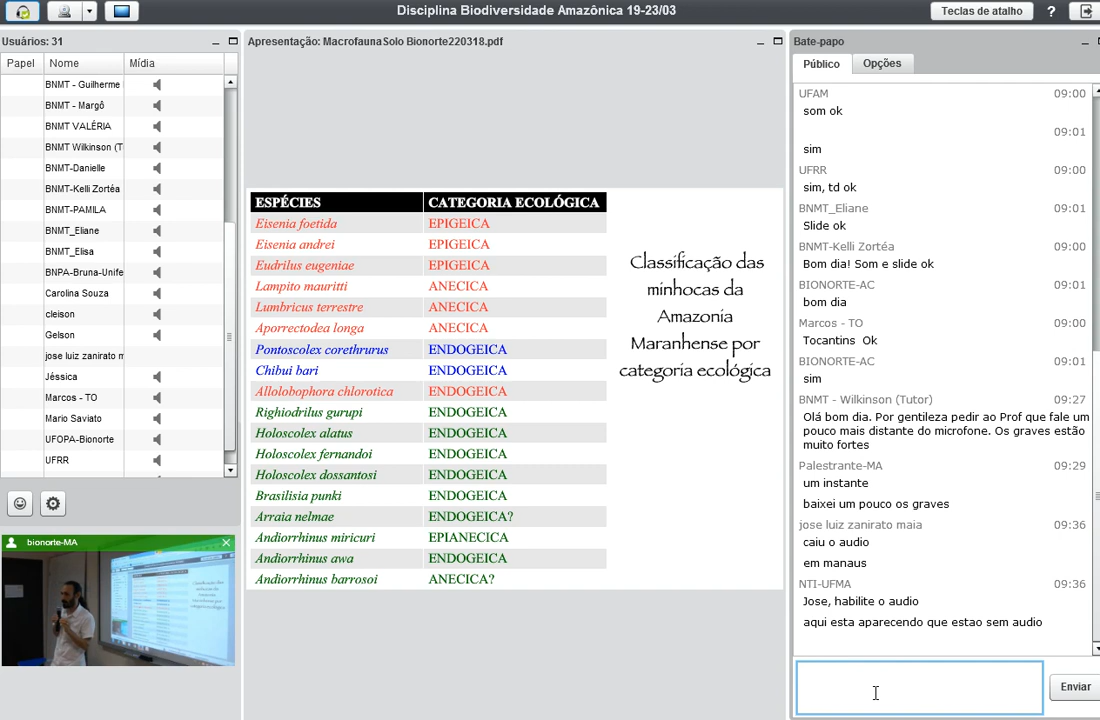 Disciplina Biodiversidade Amazônica 19-23/03
Teclas de atalho
?
Usuários: 31
Papel Nome Mídia
BNMT - Guilherme
BNMT - Margô
BNMT VALÉRIA
BNMT Wilkinson (T
BNMT-Danielle
BNMT-Kelli Zortéa
BNMT-PAMILA
BNMT_Eliane
BNMT_Elisa
BNPA-Bruna-Unife
Carolina Souza
cleison
Gelson
jose luiz zanirato m
Jéssica
Marcos - TO
Mario Saviato
UFOPA-Bionorte
UFRR
bionorte-MA
Apresentação: MacrofaunaSolo Bionorte220318.pdf
ESPÉCIES CATEGORIA ECOLÓGICA
Eisenia foetida EPIGEICA
Eisenia andrei EPIGEICA
Eudrilus eugeniae EPIGEICA
Lampito mauritti ANECICA
Lumbricus terrestre ANECICA
Aporrectodea longa ANECICA
Pontoscolex corethrurus ENDOGEICA
Chibui bari ENDOGEICA
Allolobophora chlorotica ENDOGEICA
Righiodrilus gurupi ENDOGEICA
Holoscolex alatus ENDOGEICA
Holoscolex fernandoi ENDOGEICA
Holoscolex dossantosi ENDOGEICA
Brasilisia punki ENDOGEICA
Arraia nelmae ENDOGEICA?
Andiorrhinus miricuri EPIANECICA
Andiorrhinus awa ENDOGEICA
Andiorrhinus barrosoi ANECICA?
Classificação das
minhocas da
Amazonia
Maranhense por
categoria ecológica
Bate-papo
Público Opções
UFAM 09:00
som ok
09:01
sim
UFRR 09:00
sim, td ok
BNMT_Eliane 09:01
Slide ok
BNMT-Kelli Zortéa 09:00
Bom dia! Som e slide ok
BIONORTE-AC 09:01
bom dia
Marcos - TO 09:00
Tocantins Ok
BIONORTE-AC 09:01
sim
BNMT - Wilkinson (Tutor) 09:27
Olá bom dia. Por gentileza pedir ao Prof que fale um
pouco mais distante do microfone. Os graves estão
muito fortes
Palestrante-MA 09:29
um instante
baixei um pouco os graves
jose luiz zanirato maia 09:36
caiu o audio
em manaus
NTI-UFMA 09:36
Jose, habilite o audio
aqui esta aparecendo que estao sem audio
Enviar